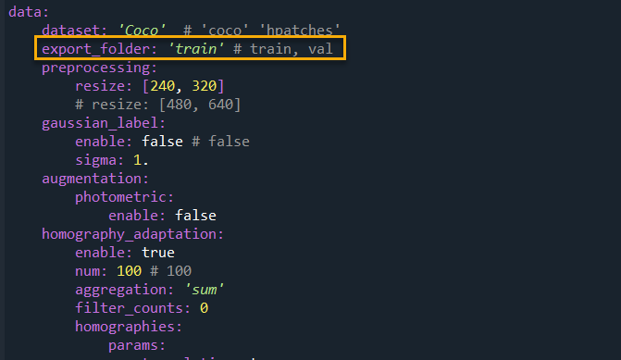 data:
dataset: 'Coco' # 'coco' 'hpatches'
export_folder: 'train' # train, val
preprocessing:
resize: [240, 320]
# resize: [480, 640]
gaussian_label:
enable: false # false
sigma: 1.
augmentation:
photometric:
enable: false
homography_adaptation:
enable: true
num: 100 # 100
aggregation: 'sum'
filter_counts: 0
homographies:
params: